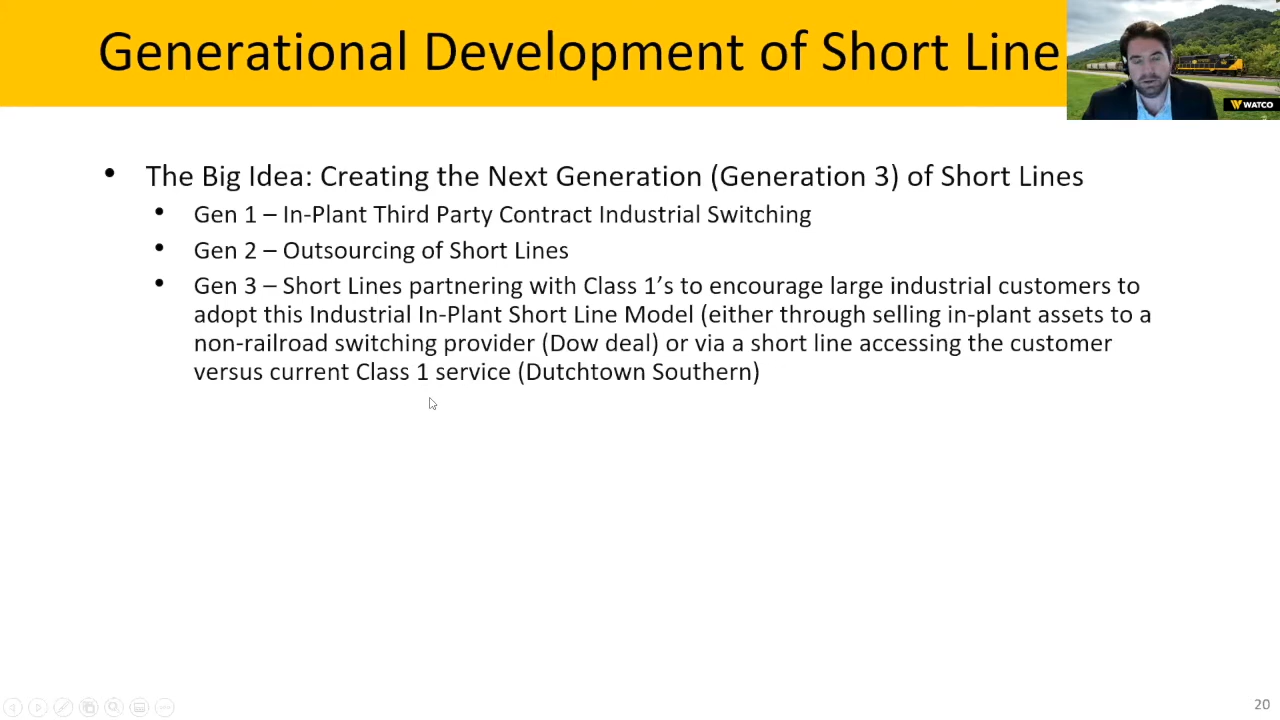 Generational Development of Short Line
WATCO
The Big Idea: Creating the Next Generation (Generation 3) of Short Lines
Gen 1 – In-Plant Third Party Contract Industrial Switching
Gen 2 – Outsourcing of Short Lines
Gen 3 – Short Lines partnering with Class 1’s to encourage large industrial customers to
adopt this Industrial In-Plant Short Line Model (either through selling in-plant assets to a
non-railroad switching provider (Dow deal) or via a short line accessing the customer
versus current Class 1 service (Dutchtown Southern)
20